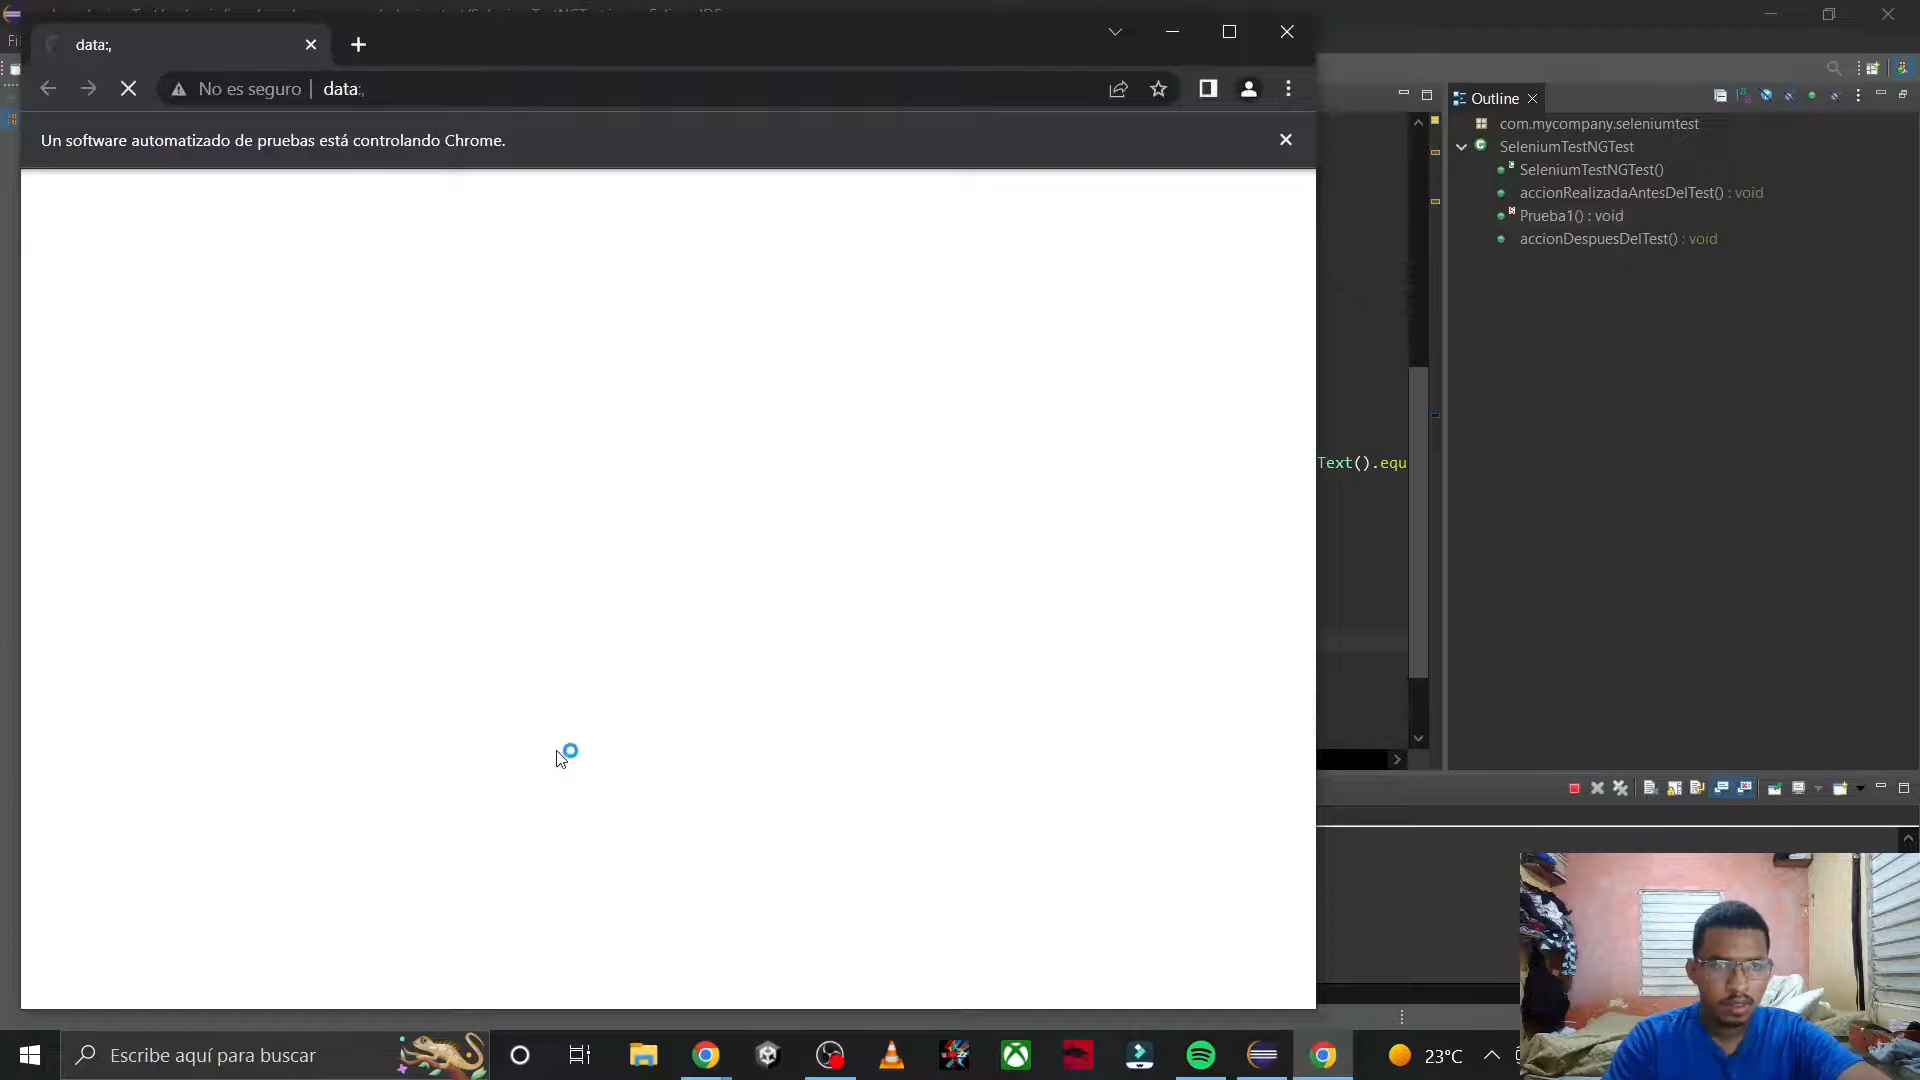 data:,
No es seguro | data:,
Un software automatizado de pruebas está controlando Chrome.
Outline
com.mycompany.seleniumtest
SeleniumTestNGTest
SeleniumTestNGTest()
accionRealizadaAntesDelTest() : void
Prueba1() : void
accionDespuesDelTest() : void
Text().equ
Escribe aquí para buscar
23°C